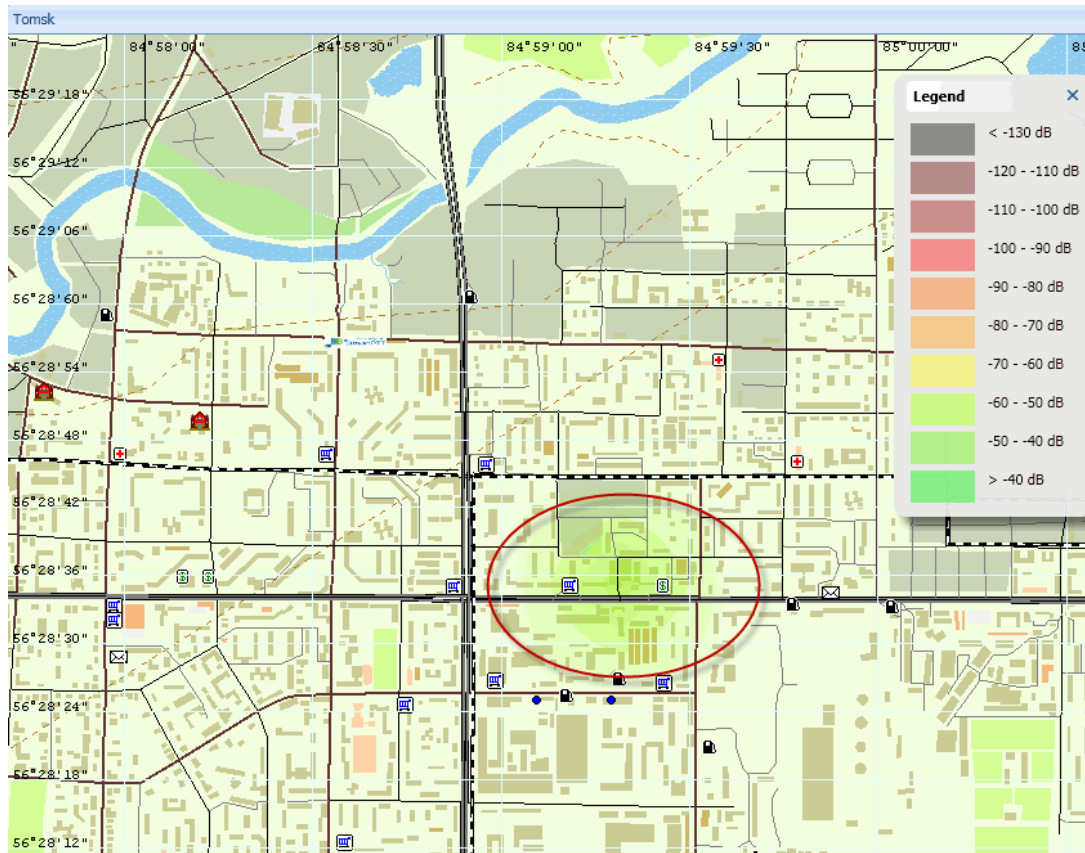 Tomsk
84°58'00"
84°58'30"
84°59'00"
84°59'30"
85°00'00"
56°29'18"
56°29'12"
56°29'06"
56°28'60"
56°28'54"
56°28'48"
56°28'42"
56°28'36"
56°28'30"
56°28'24"
56°28'18"
56°28'12"
Legend
< -130 dB
-120 - -110 dB
-110 - -100 dB
-100 - -90 dB
-90 - -80 dB
-80 - -70 dB
-70 - -60 dB
-60 - -50 dB
-50 - -40 dB
> -40 dB